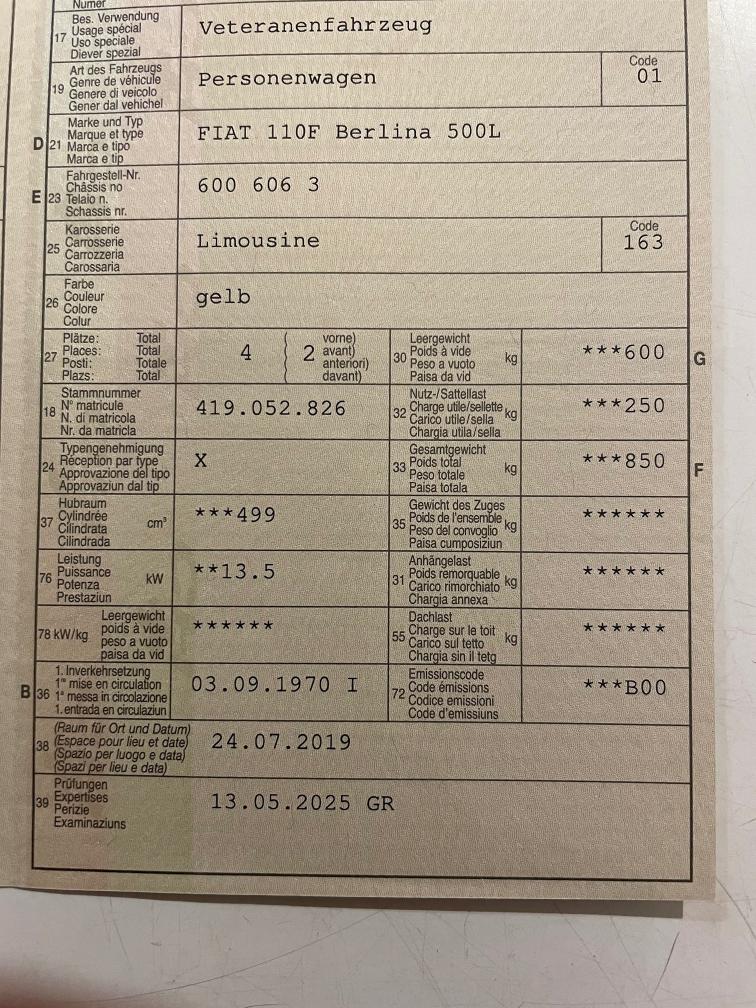 Numer
17 Bes. Verwendung
Usage spécial
Uso speciale
Diever spezial
Veteranenfahrzeug
19 Art des Fahrzeugs
Genre de véhicule
Genere di veicolo
Gener dal vehichel
Personenwagen
Code
01
D 21 Marke und Typ
Marque et type
Marca e tipo
Marca e tip
FIAT 110F Berlina 500L
E 23 Fahrgestell-Nr.
Châssis no
Telaio n.
Schassis nr.
600 606 3
25 Karosserie
Carrosserie
Carrozzeria
Carossaria
Limousine
Code
163
26 Farbe
Couleur
Colore
Colur
gelb
27 Plätze: Total
Places: Total
Posti: Totale
Plazs: Total
4 ( 2 vorne)
avant)
anteriori)
davant)
30 Leergewicht
Poids à vide kg
Peso a vuoto
Paisa da vid
***600 G
18 Stammnummer
N° matricule
N. di matricola
Nr. da matricla
419.052.826
32 Nutz-/Sattellast
Charge utile/sellette kg
Carico utile/sella
Chargia utila/sella
***250
24 Typengenehmigung
Réception par type
Approvazione del tipo
Approvaziun dal tip
X
33 Gesamtgewicht
Poids total kg
Peso totale
Paisa totala
***850 F
37 Hubraum
Cylindrée cm³
Cilindrata
Cilindrada
***499
35 Gewicht des Zuges
Poids de l'ensemble kg
Peso del convoglio
Paisa cumposiziun
******
76 Leistung
Puissance kW
Potenza
Prestaziun
**13.5
31 Anhängelast
Poids remorquable kg
Carico rimorchiato
Chargia annexa
******
78 kW/kg Leergewicht
poids à vide
peso a vuoto
paisa da vid
******
55 Dachlast
Charge sur le toit kg
Carico sul tetto
Chargia sin il tetg
******
B 36 1. Inverkehrsetzung
1re mise en circulation
1a messa in circolazione
1. entrada en circulaziun
03.09.1970 I
72 Emissionscode
Code émissions
Codice emissioni
Code d'emissiuns
***B00
38 (Raum für Ort und Datum)
(Espace pour lieu et date)
(Spazio per luogo e data)
(Spazi per lieu e data)
24.07.2019
39 Prüfungen
Expertises
Perizie
Examinaziuns
13.05.2025 GR